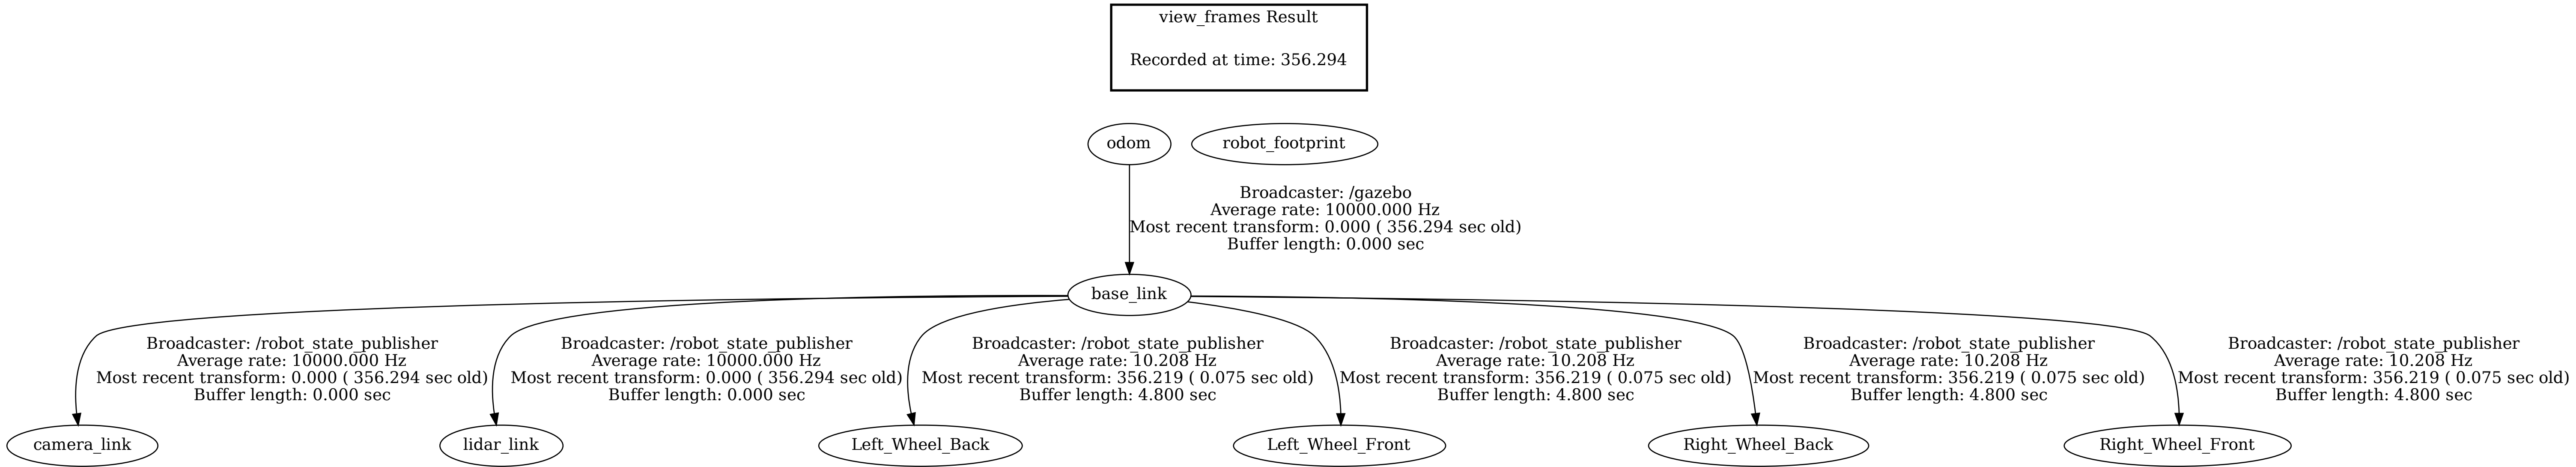 view_frames Result
Recorded at time: 356.294
odom
robot_footprint
Broadcaster: /gazebo
Average rate: 10000.000 Hz
Most recent transform: 0.000 ( 356.294 sec old)
Buffer length: 0.000 sec
base_link
Broadcaster: /robot_state_publisher
Average rate: 10000.000 Hz
Most recent transform: 0.000 ( 356.294 sec old)
Buffer length: 0.000 sec
Broadcaster: /robot_state_publisher
Average rate: 10000.000 Hz
Most recent transform: 0.000 ( 356.294 sec old)
Buffer length: 0.000 sec
Broadcaster: /robot_state_publisher
Average rate: 10.208 Hz
Most recent transform: 356.219 ( 0.075 sec old)
Buffer length: 4.800 sec
Broadcaster: /robot_state_publisher
Average rate: 10.208 Hz
Most recent transform: 356.219 ( 0.075 sec old)
Buffer length: 4.800 sec
Broadcaster: /robot_state_publisher
Average rate: 10.208 Hz
Most recent transform: 356.219 ( 0.075 sec old)
Buffer length: 4.800 sec
Broadcaster: /robot_state_publisher
Average rate: 10.208 Hz
Most recent transform: 356.219 ( 0.075 sec old)
Buffer length: 4.800 sec
camera_link
lidar_link
Left_Wheel_Back
Left_Wheel_Front
Right_Wheel_Back
Right_Wheel_Front